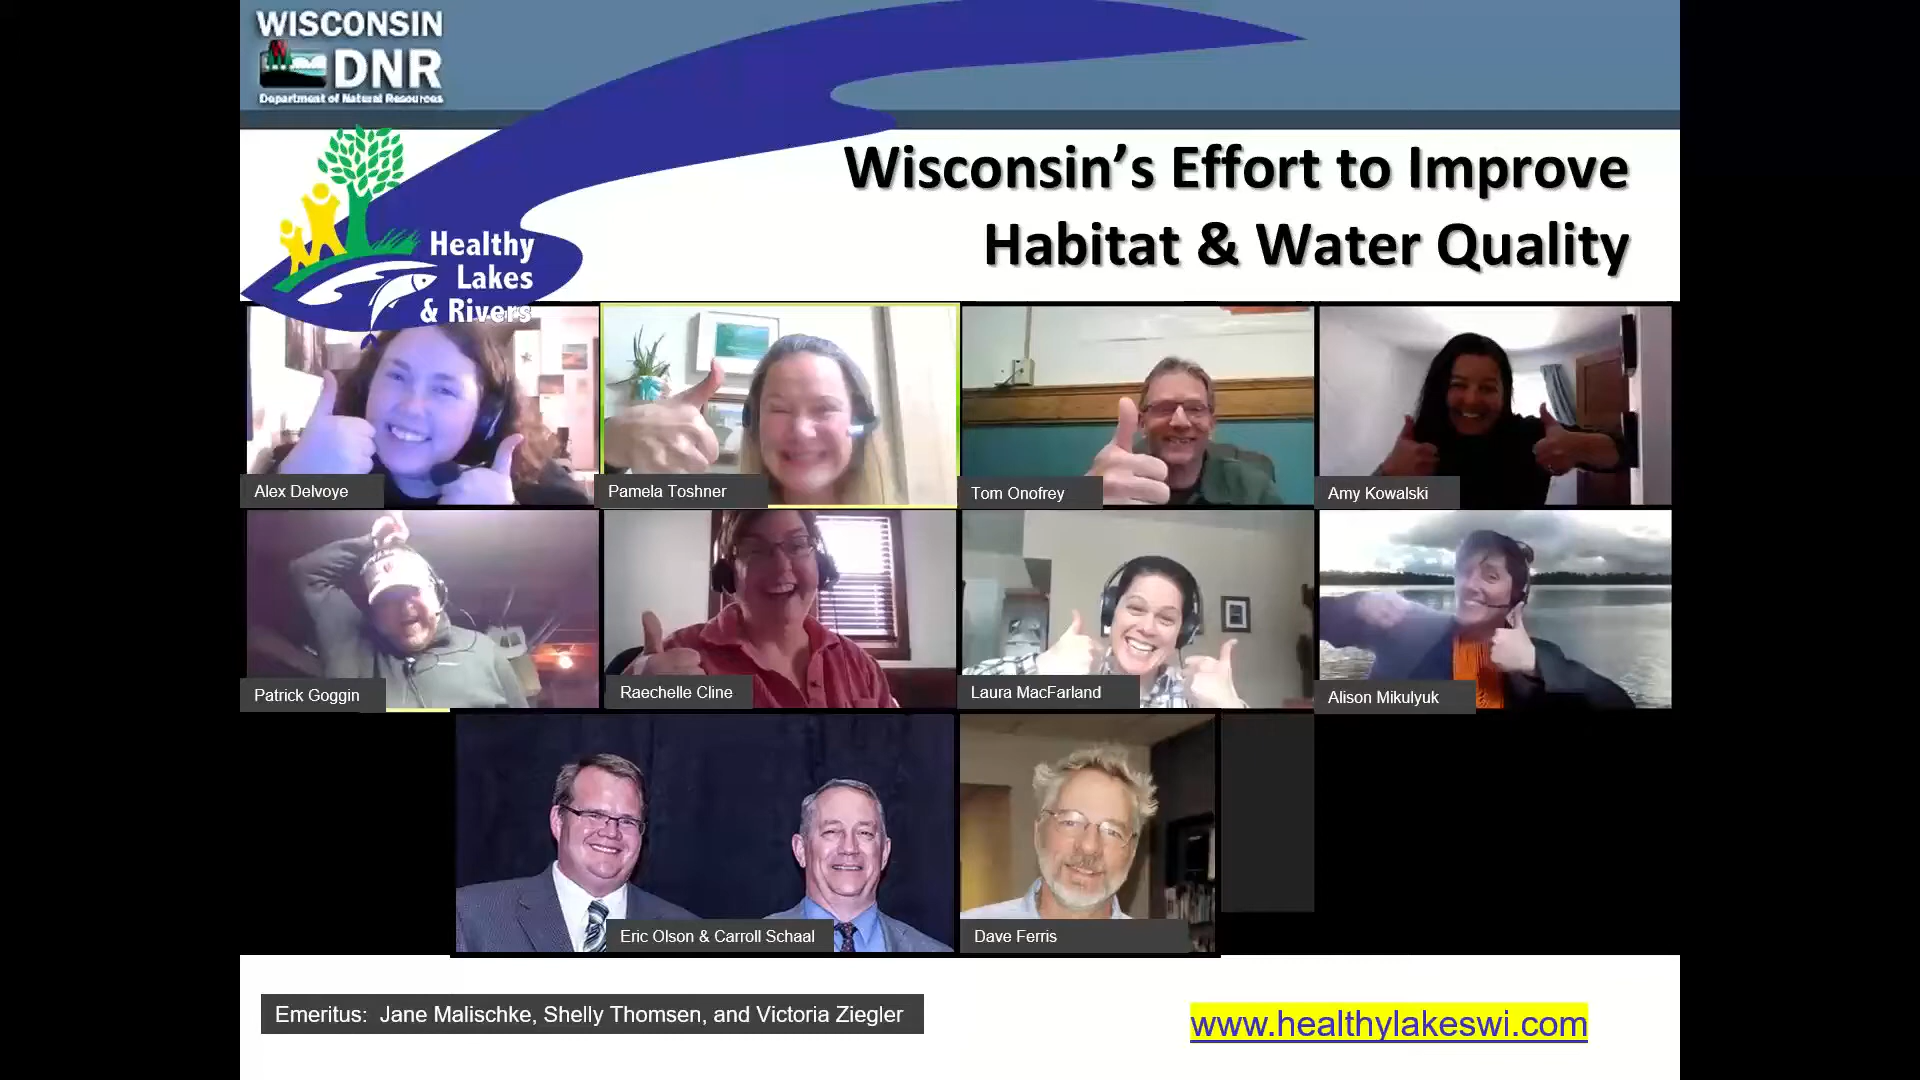 WISCONSIN
DNR
Department of Natural Resources
Wisconsin's Effort to Improve
Habitat & Water Quality
Healthy
Lakes
& Rivers
Alex Delvoye
Pamela Toshner
Tom Onofrey
Amy Kowalski
Patrick Goggin
Raechelle Cline
Laura MacFarland
Alison Mikulyuk
Eric Olson & Carroll Schaal
Dave Ferris
Emeritus: Jane Malischke, Shelly Thomsen, and Victoria Ziegler
www.healthylakeswi.com